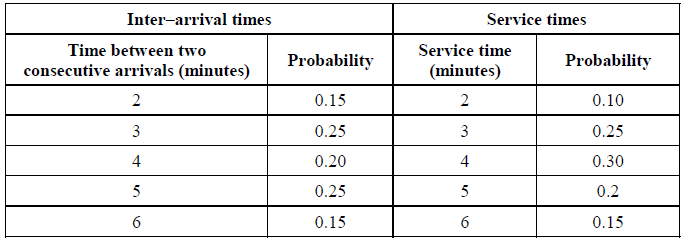 Inter–arrival times Service times
Time between two consecutive arrivals (minutes) Probability Service time (minutes) Probability
2 0.15 2 0.10
3 0.25 3 0.25
4 0.20 4 0.30
5 0.25 5 0.2
6 0.15 6 0.15